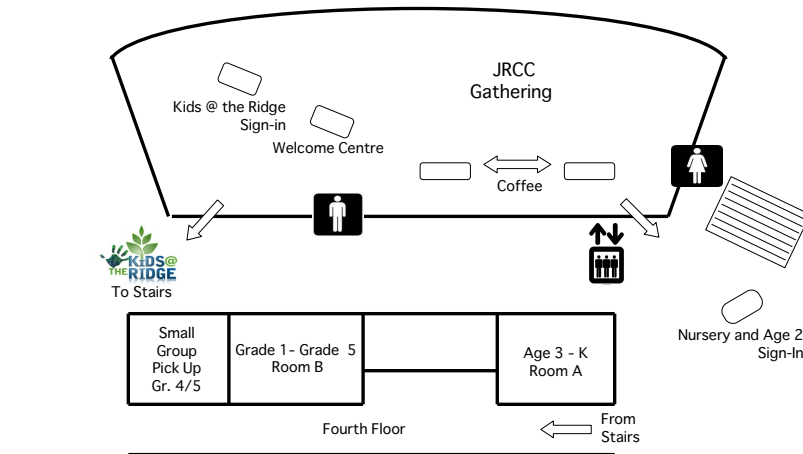 JRCC
Gathering
Kids @ the Ridge
Sign-in
Welcome Centre
Coffee
KiDS@
THE RIDGE
To Stairs
Nursery and Age 2
Sign-In
Small
Group
Pick Up
Gr. 4/5
Grade 1 - Grade 5
Room B
Age 3 - K
Room A
Fourth Floor
From
Stairs